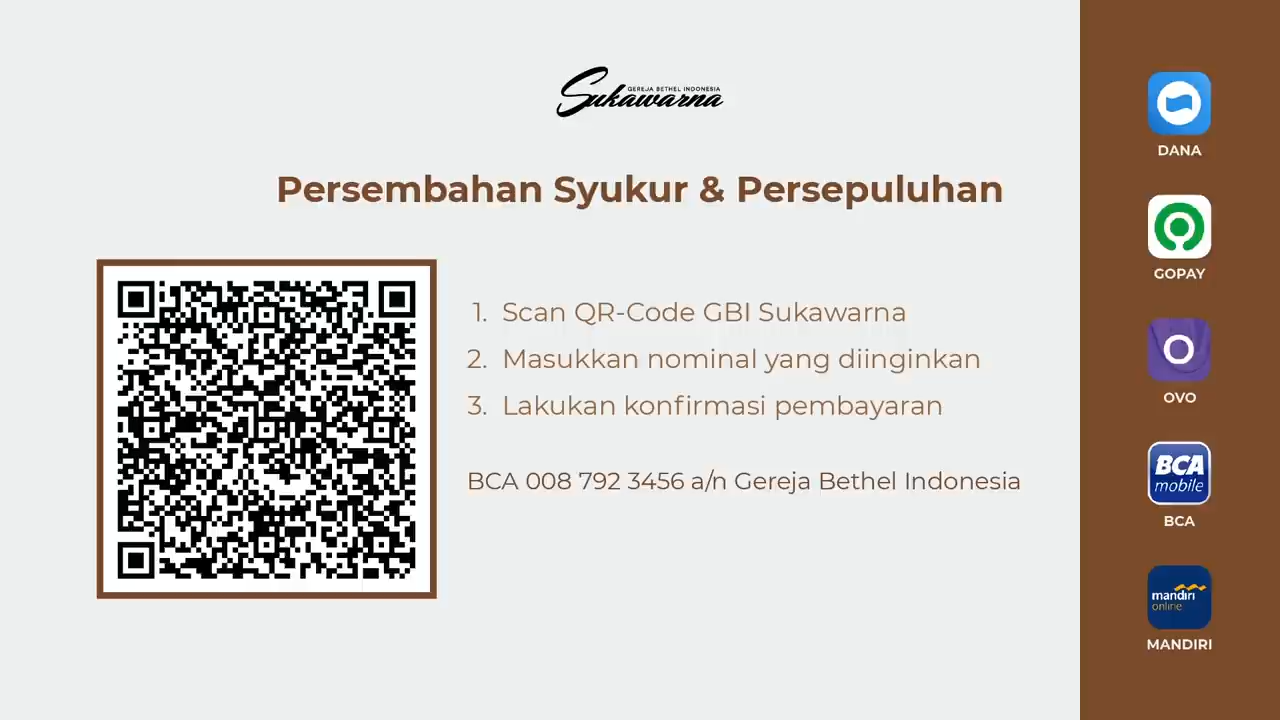 GEREJA BETHEL INDONESIA
Sukawarna
Persembahan Syukur & Persepuluhan
1. Scan QR-Code GBI Sukawarna
2. Masukkan nominal yang diinginkan
3. Lakukan konfirmasi pembayaran
BCA 008 792 3456 a/n Gereja Bethel Indonesia
DANA
GOPAY
OVO
BCA
mobile
BCA
mandiri
online
MANDIRI